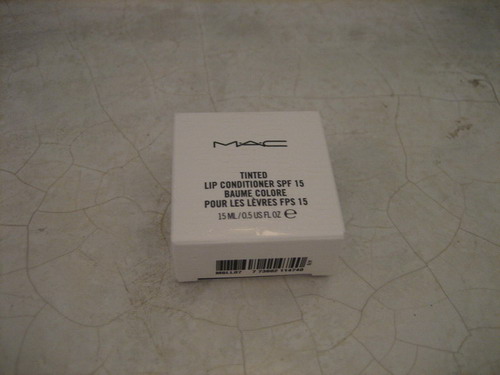 MAC
TINTED
LIP CONDITIONER SPF 15
BAUME COLORE
POUR LES LÈVRES FPS 15
15 ML / 0.5 US FL OZ e